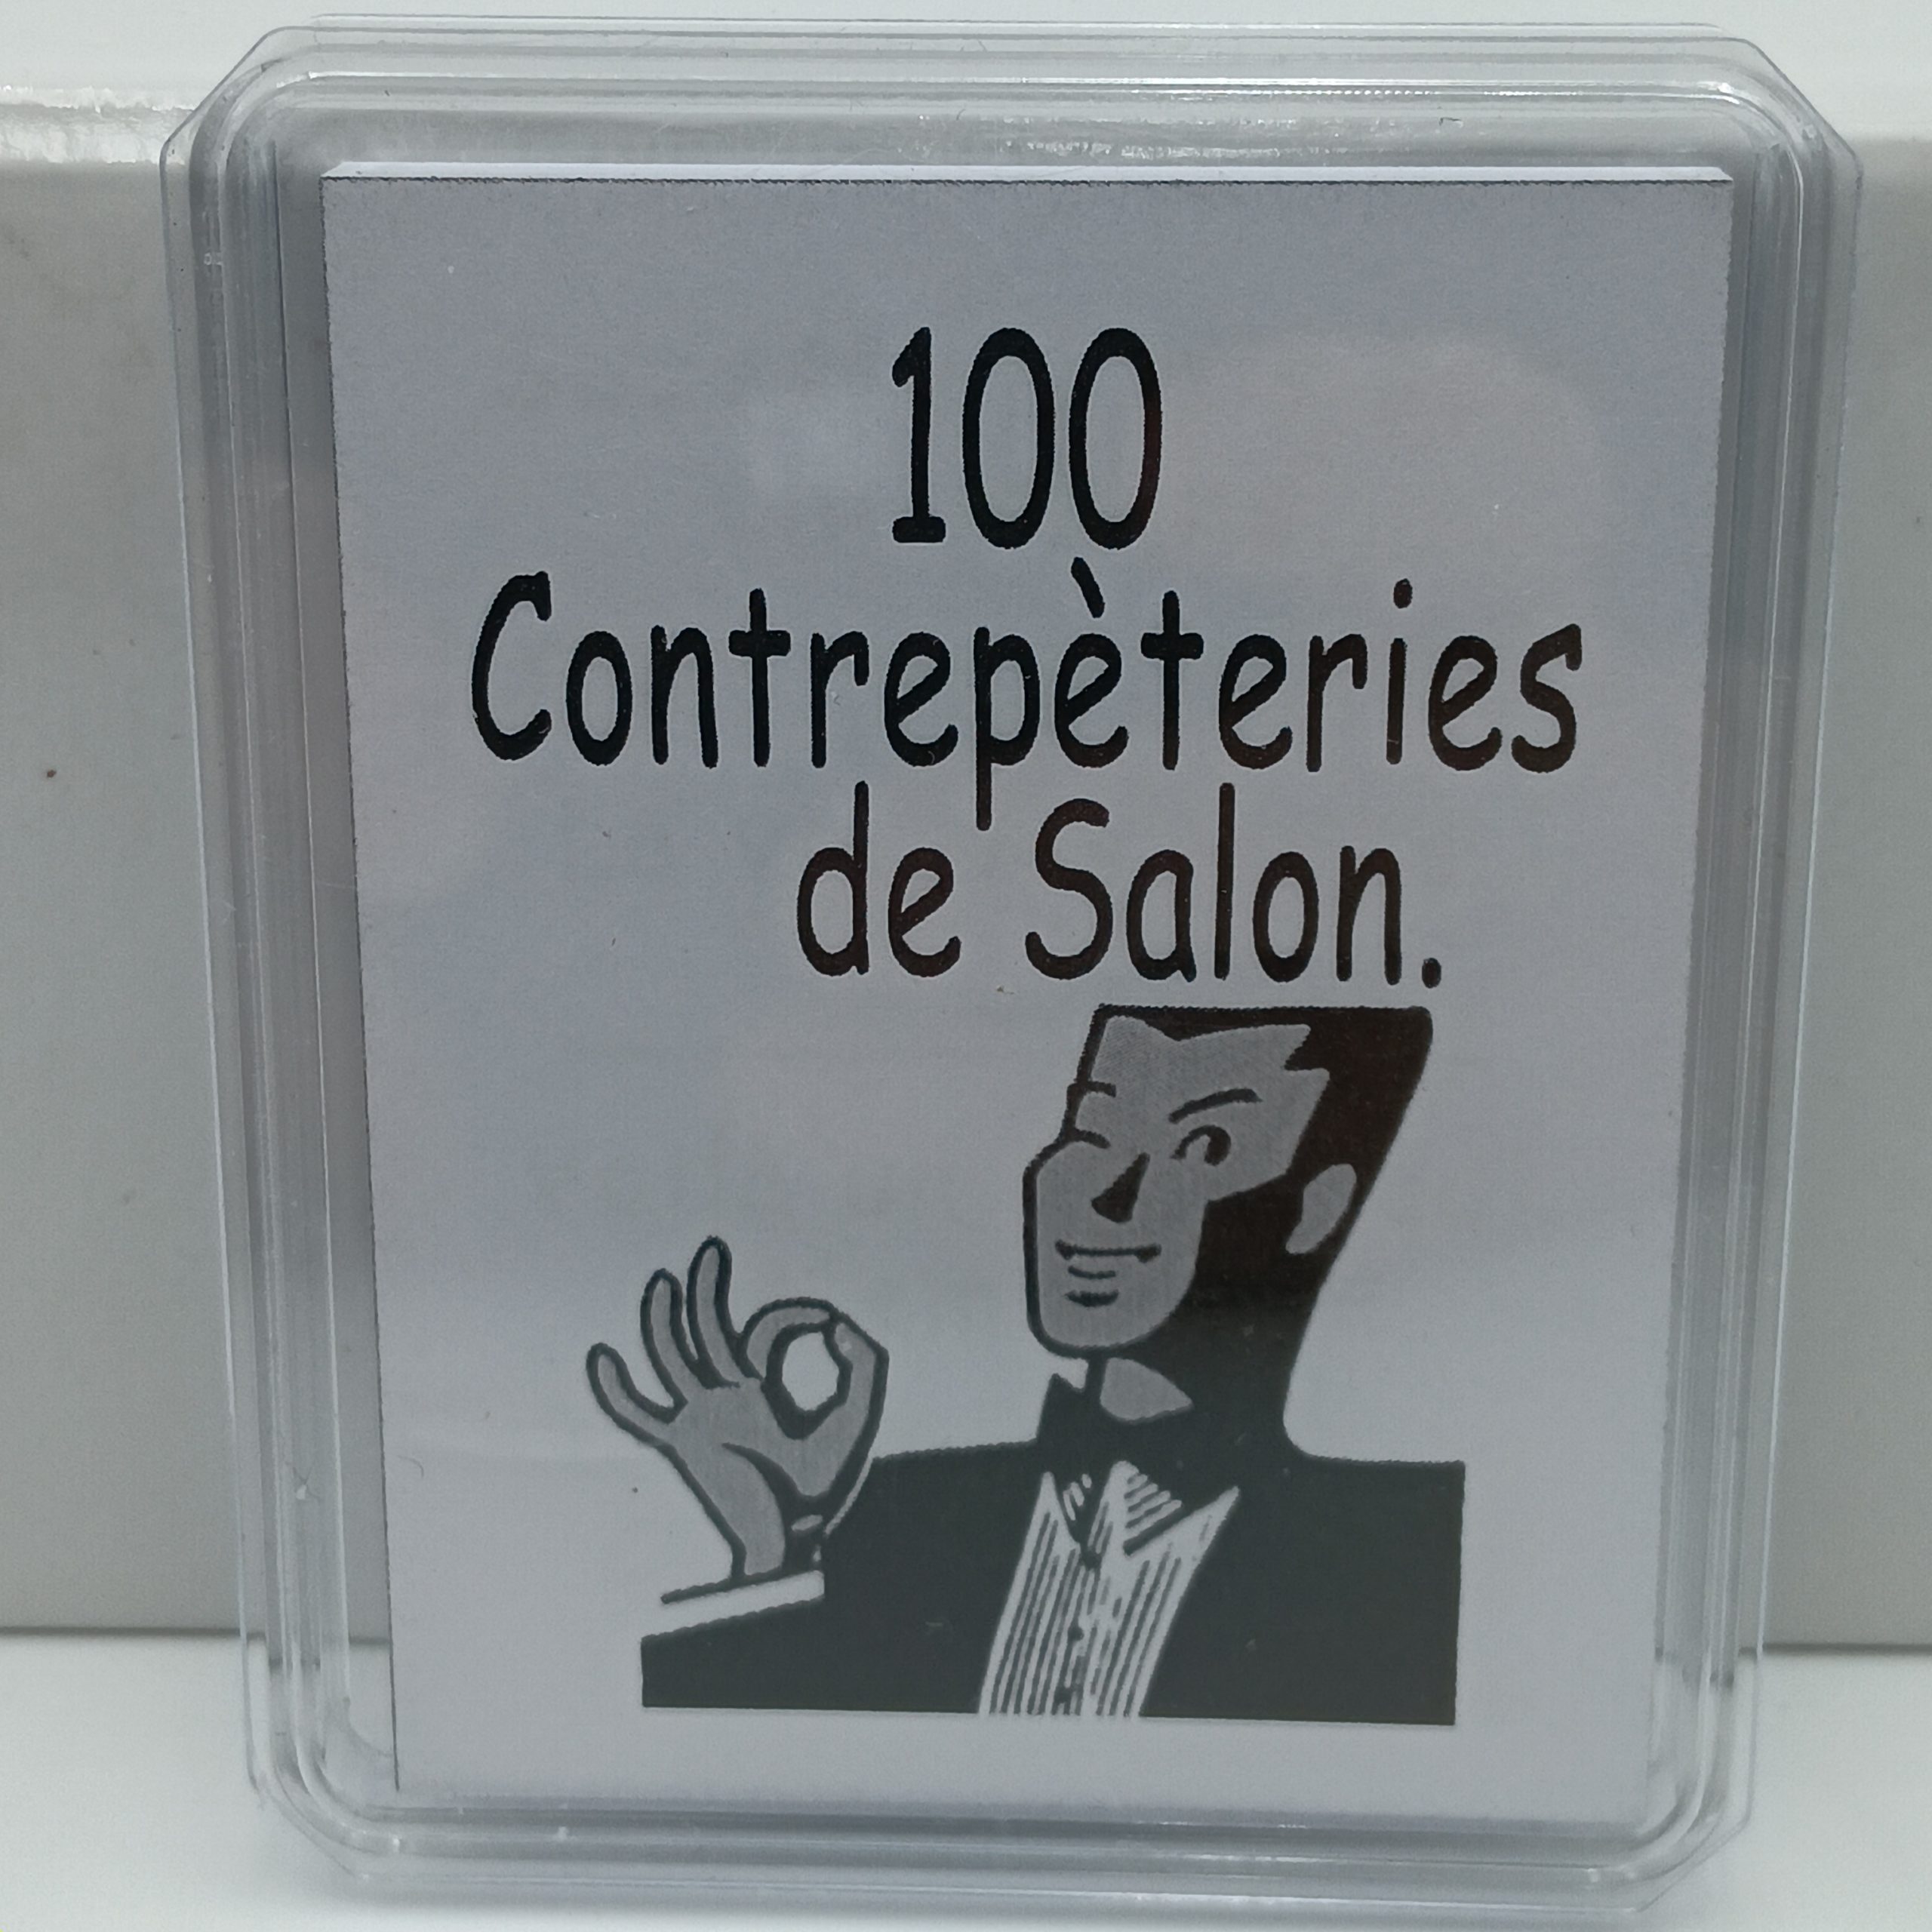 100
Contrepèteries
de Salon.